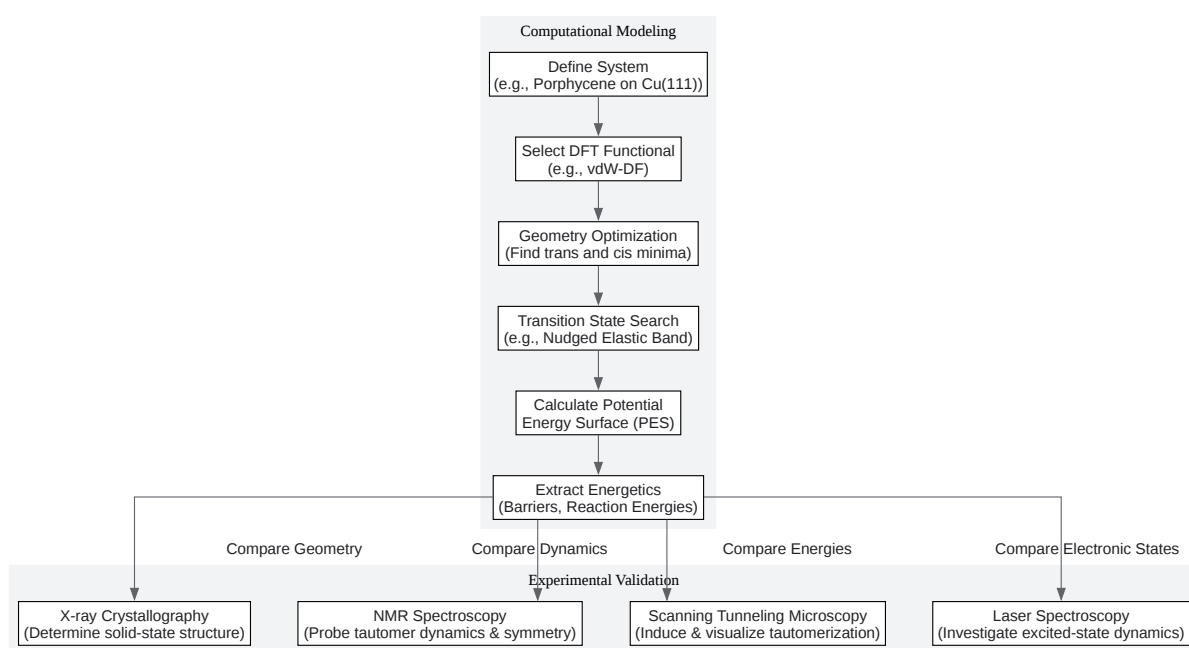 Computational Modeling
Define System
(e.g., Porphycene on Cu(111))
Select DFT Functional
(e.g., vdW-DF)
Geometry Optimization
(Find trans and cis minima)
Transition State Search
(e.g., Nudged Elastic Band)
Calculate Potential
Energy Surface (PES)
Extract Energetics
(Barriers, Reaction Energies)
Compare Geometry
Compare Dynamics
Compare Energies
Compare Electronic States
Experimental Validation
X-ray Crystallography
(Determine solid-state structure)
NMR Spectroscopy
(Probe tautomer dynamics & symmetry)
Scanning Tunneling Microscopy
(Induce & visualize tautomerization)
Laser Spectroscopy
(Investigate excited-state dynamics)